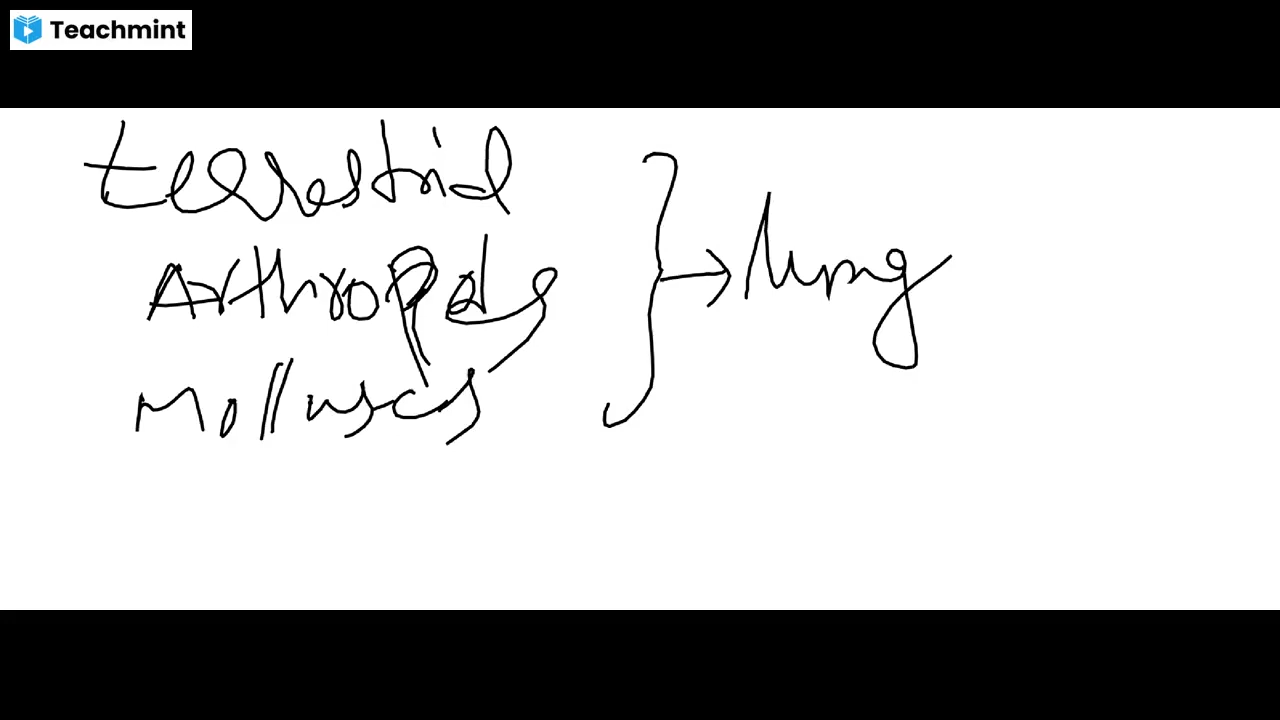 Teachmint
terrestrial
Arthropods
Molluscs
→ lung